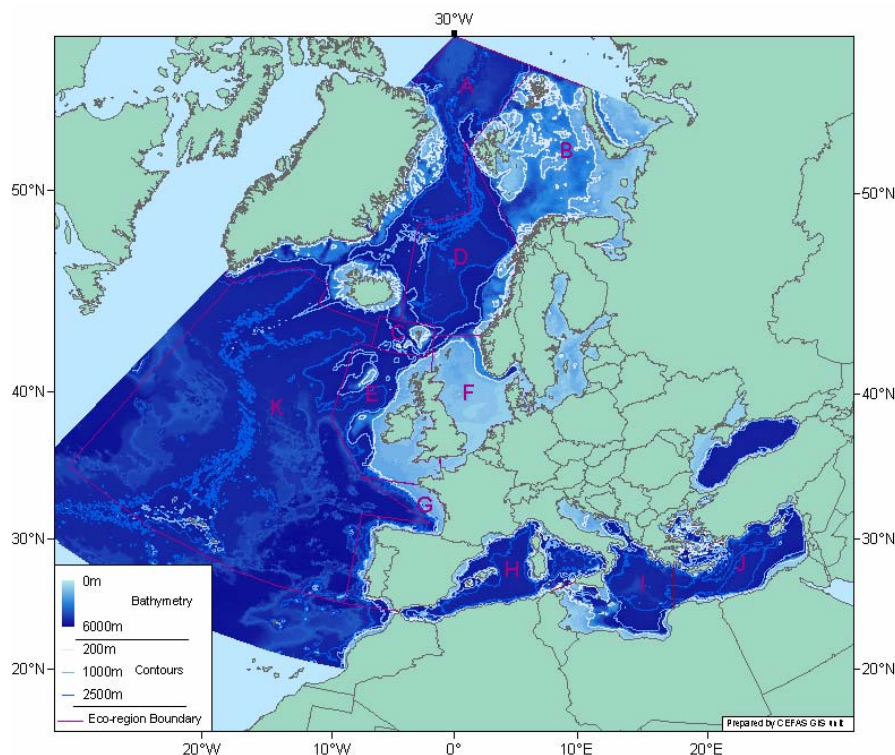 30°W
A
B
50°N
50°N
D
C
40°N
E
F
40°N
K
G
30°N
30°N
H
I
J
0m
Bathymetry
6000m
200m
1000m Contours
2500m
Eco-region Boundary
20°N
20°N
Prepared by CEFAS GIS unit
20°W
10°W
0°
10°E
20°E